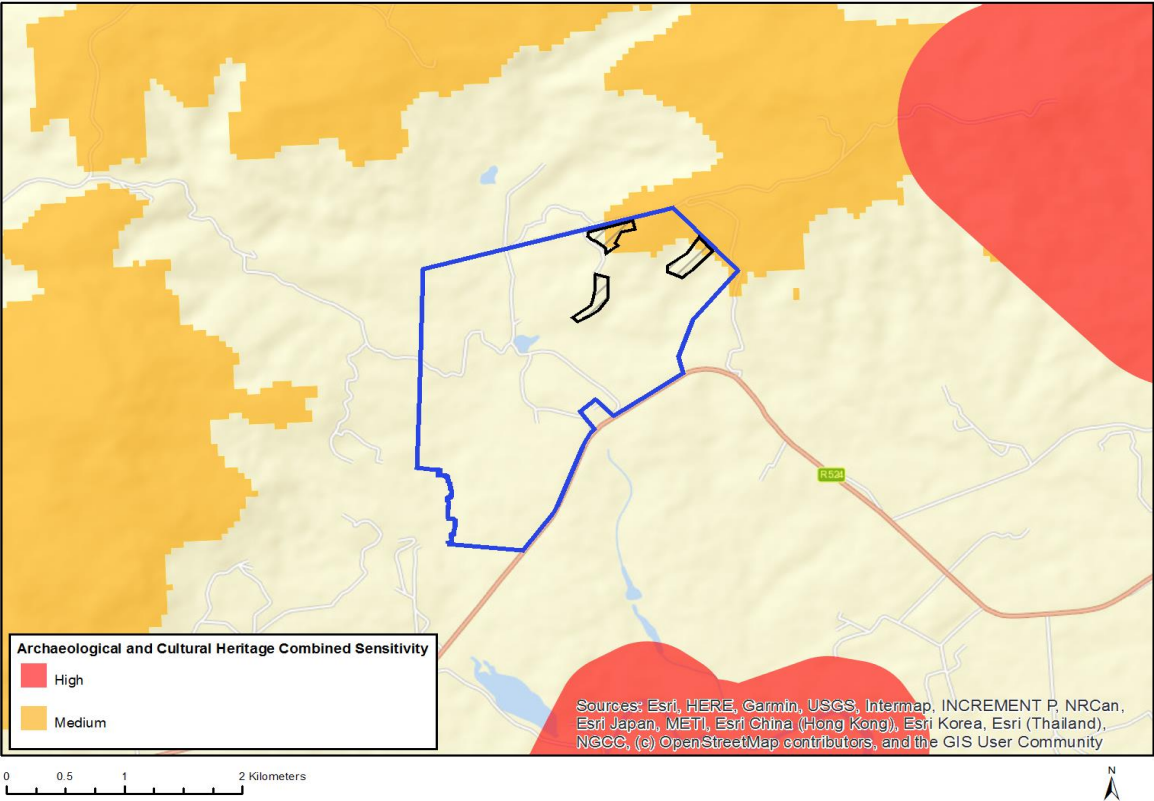 R524
Archaeological and Cultural Heritage Combined Sensitivity
High
Medium
Sources: Esri, HERE, Garmin, USGS, Intermap, INCREMENT P, NRCan,
Esri Japan, METI, Esri China (Hong Kong), Esri Korea, Esri (Thailand),
NGCC, (c) OpenStreetMap contributors, and the GIS User Community
0 0.5 1 2 Kilometers
N